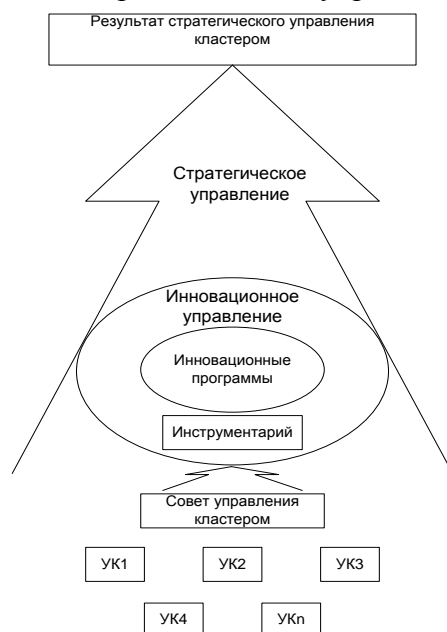 Результат стратегического управления
кластером
Стратегическое
управление
Инновационное
управление
Инновационные
программы
Инструментарий
Совет управления
кластером
УК1 УК2 УК3
УК4 УКn